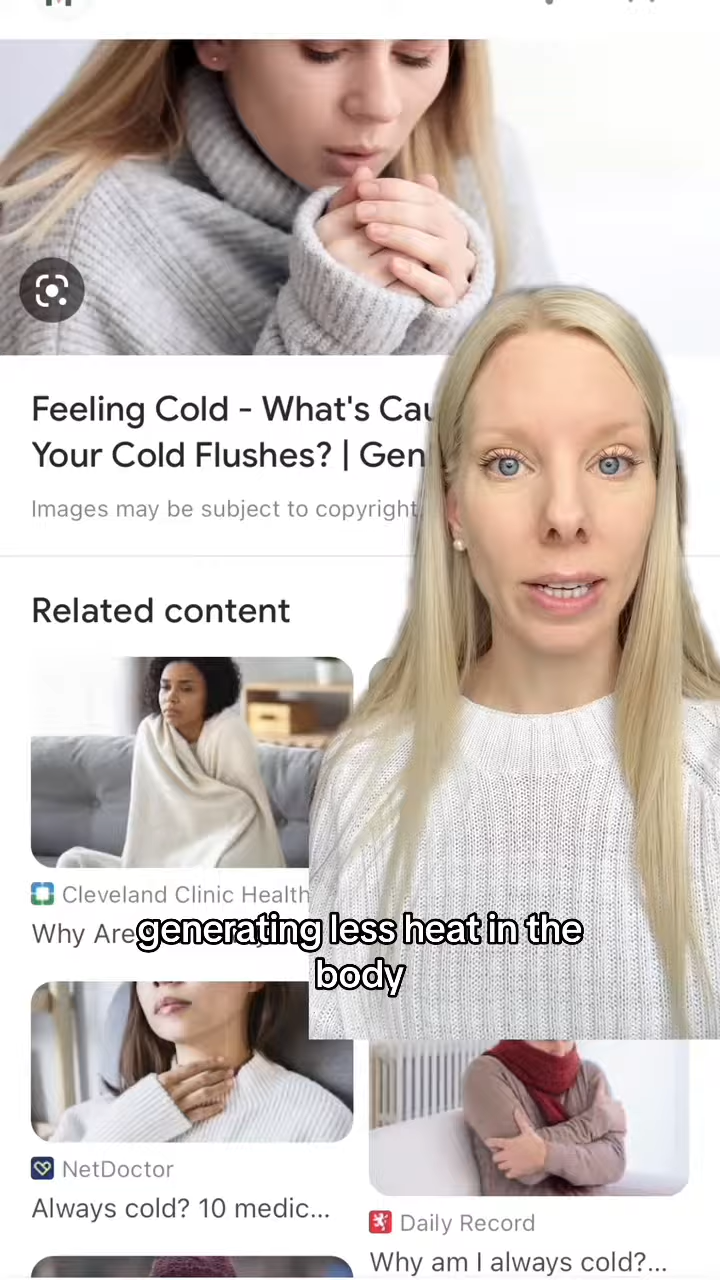 Feeling Cold - What's Cau
Your Cold Flushes? | Gen
Images may be subject to copyright.
Related content
Cleveland Clinic Health
Why Are
generating less heat in the
body
NetDoctor
Always cold? 10 medic...
Daily Record
Why am I always cold?...